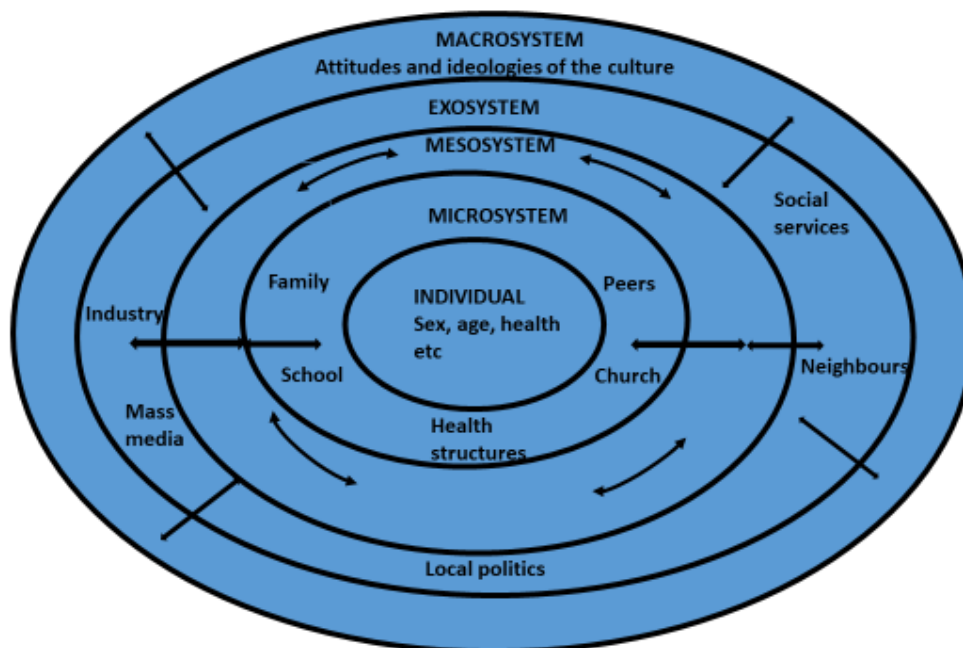 MACROSYSTEM
Attitudes and ideologies of the culture
EXOSYSTEM
MESOSYSTEM
Social
services
MICROSYSTEM
Family
Peers
INDIVIDUAL
Sex, age, health
etc
Industry
School
Church
Neighbours
Mass
media
Health
structures
Local politics